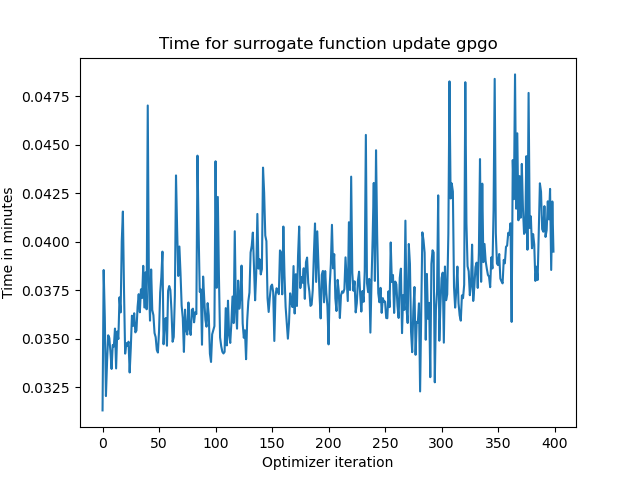 Time for surrogate function update gpgo
0.0475
0.0450
0.0425
0.0400
0.0375
0.0350
0.0325
Time in minutes
0 50 100 150 200 250 300 350 400
Optimizer iteration